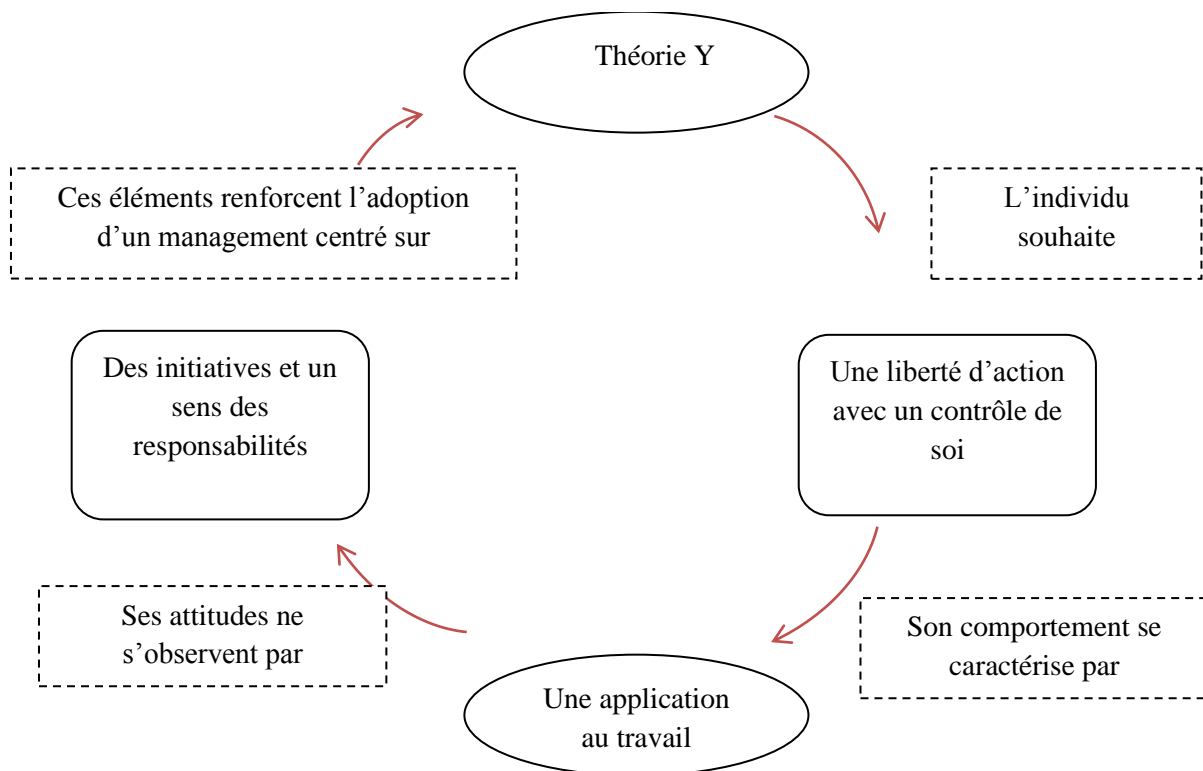 Théorie Y
Ces éléments renforcent l’adoption
d’un management centré sur
L’individu
souhaite
Des initiatives et un
sens des
responsabilités
Une liberté d’action
avec un contrôle de
soi
Ses attitudes ne
s’observent par
Son comportement se
caractérise par
Une application
au travail